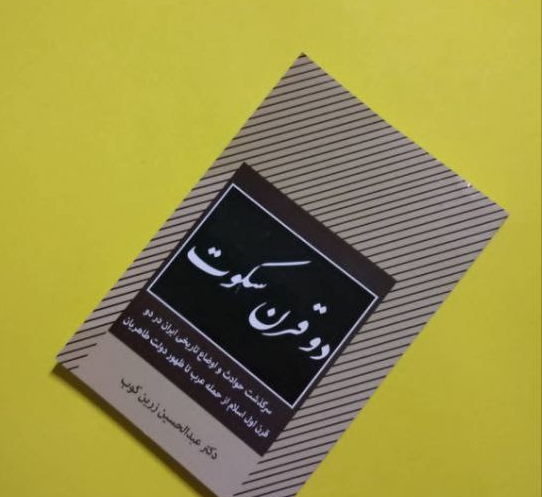 دو قرن سکوت
سرگذشت حوادث و اوضاع تاریخی ایران در دو
قرن اول اسلام از حمله عرب تا ظهور دولت طاهریان
دکتر عبدالحسین زرین کوب